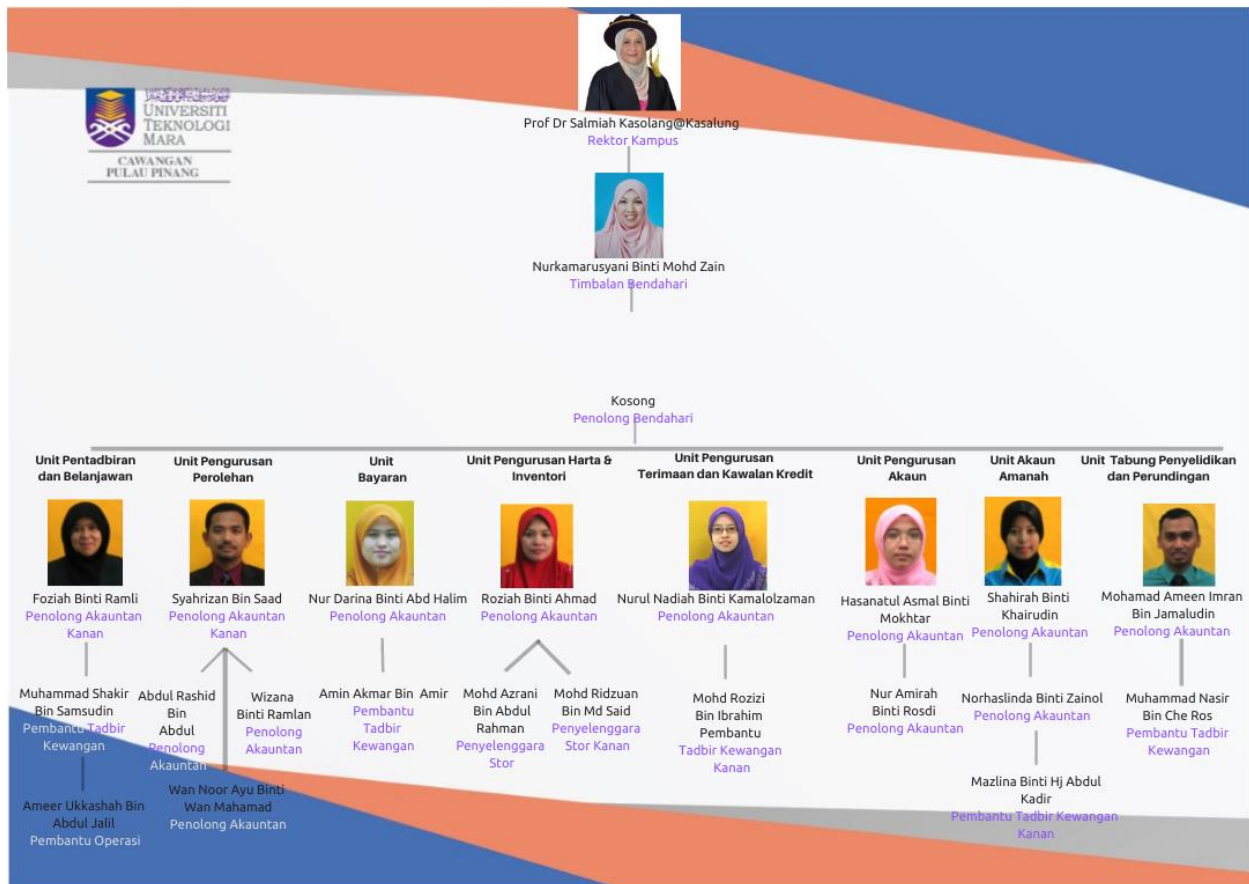 UNIVERSITI
TEKNOLOGI
MARA
CAWANGAN
PULAU PINANG
Prof Dr Salmiah Kasolang@Kasalung
Rektor Kampus
Nurkamarusyani Binti Mohd Zain
Timbalan Bendahari
Kosong
Penolong Bendahari
Unit Pentadbiran
dan Belanjawan
Foziah Binti Ramli
Penolong Akauntan
Kanan
Muhammad Shakir
Bin Samsudin
Pembantu Tadbir
Kewangan
Ameer Ukkashah Bin
Abdul Jalil
Pembantu Operasi
Unit Pengurusan
Perolehan
Syahrizan Bin Saad
Penolong Akauntan
Kanan
Abdul Rashid
Bin
Abdul
Penolong
Akauntan
Wizana
Binti Ramlan
Penolong
Akauntan
Wan Noor Ayu Binti
Wan Mahamad
Penolong Akauntan
Unit
Bayaran
Nur Darina Binti Abd Halim
Penolong Akauntan
Amin Akmar Bin Amir
Pembantu
Tadbir
Kewangan
Unit Pengurusan Harta &
Inventori
Roziah Binti Ahmad
Penolong Akauntan
Mohd Azrani
Bin Abdul
Rahman
Penyelenggara
Stor
Mohd Ridzuan
Bin Md Said
Penyelenggara
Stor Kanan
Unit Pengurusan
Terimaan dan Kawalan Kredit
Nurul Nadiah Binti Kamalolzaman
Penolong Akauntan
Mohd Rozizi
Bin Ibrahim
Pembantu
Tadbir Kewangan
Kanan
Unit Pengurusan
Akaun
Hasanatul Asmal Binti
Mokhtar
Penolong Akauntan
Nur Amirah
Binti Rosdi
Penolong Akauntan
Unit Akaun
Amanah
Shahirah Binti
Khairudin
Penolong Akauntan
Norhaslinda Binti Zainol
Penolong Akauntan
Mazlina Binti Hj Abdul
Kadir
Pembantu Tadbir Kewangan
Kanan
Unit Tabung Penyelidikan
dan Perundingan
Mohamad Ameen Imran
Bin Jamaludin
Penolong Akauntan
Muhammad Nasir
Bin Che Ros
Pembantu Tadbir
Kewangan